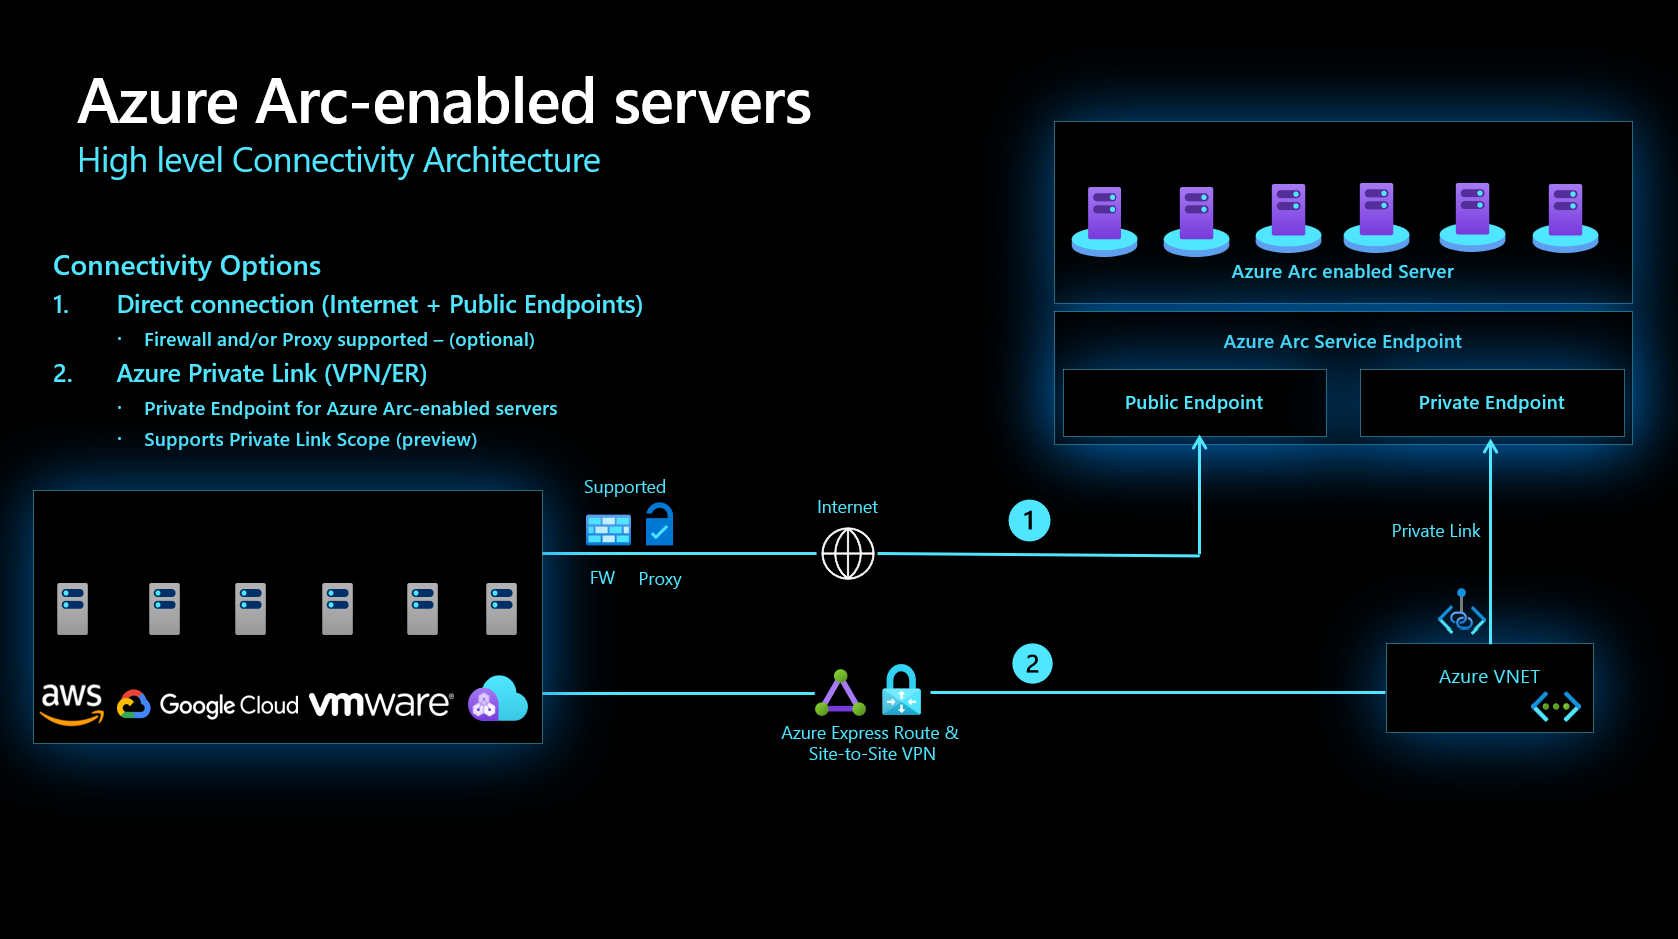 Azure Arc-enabled servers
High level Connectivity Architecture
Connectivity Options
1. Direct connection (Internet + Public Endpoints)
· Firewall and/or Proxy supported – (optional)
2. Azure Private Link (VPN/ER)
· Private Endpoint for Azure Arc-enabled servers
· Supports Private Link Scope (preview)
Azure Arc enabled Server
Azure Arc Service Endpoint
Public Endpoint
Private Endpoint
Supported
FW
Proxy
Internet
1
Private Link
aws
Google Cloud
vmware®
2
Azure Express Route &
Site-to-Site VPN
Azure VNET